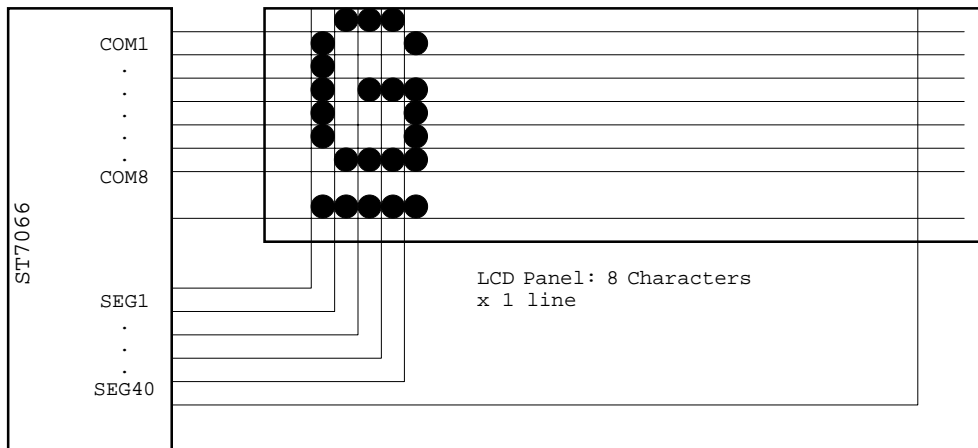 COM1
.
.
.
.
.
COM8
ST7066
SEG1
.
.
.
SEG40
LCD Panel: 8 Characters
x 1 line